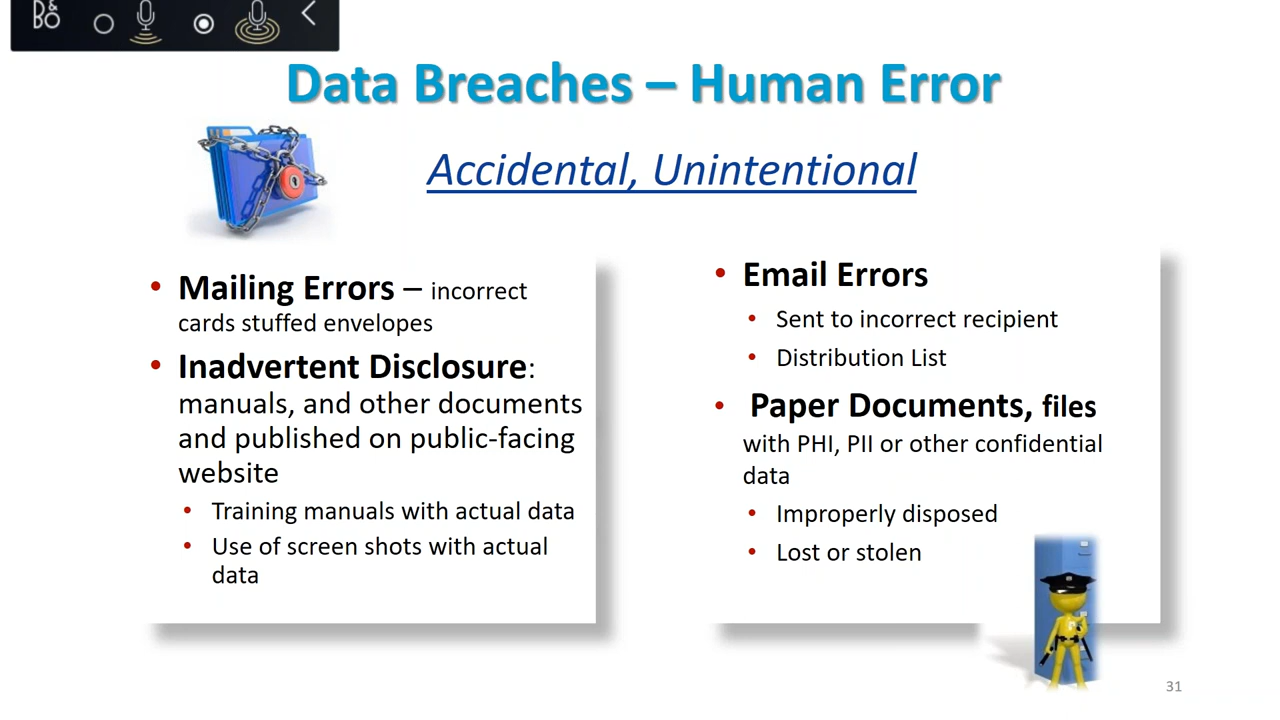 B&O
Data Breaches – Human Error
Accidental, Unintentional
• Mailing Errors – incorrect
cards stuffed envelopes
• Inadvertent Disclosure:
manuals, and other documents
and published on public-facing
website
• Training manuals with actual data
• Use of screen shots with actual
data
• Email Errors
• Sent to incorrect recipient
• Distribution List
• Paper Documents, files
with PHI, PII or other confidential
data
• Improperly disposed
• Lost or stolen
31